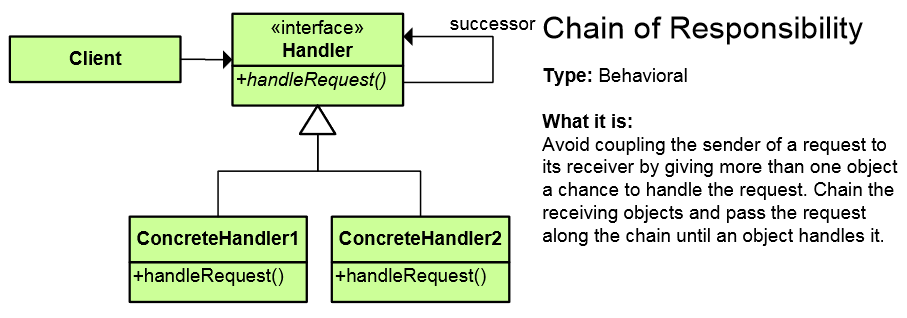 Client
«interface»
Handler
+handleRequest()
successor
ConcreteHandler1
+handleRequest()
ConcreteHandler2
+handleRequest()
Chain of Responsibility
Type: Behavioral
What it is:
Avoid coupling the sender of a request to
its receiver by giving more than one object
a chance to handle the request. Chain the
receiving objects and pass the request
along the chain until an object handles it.